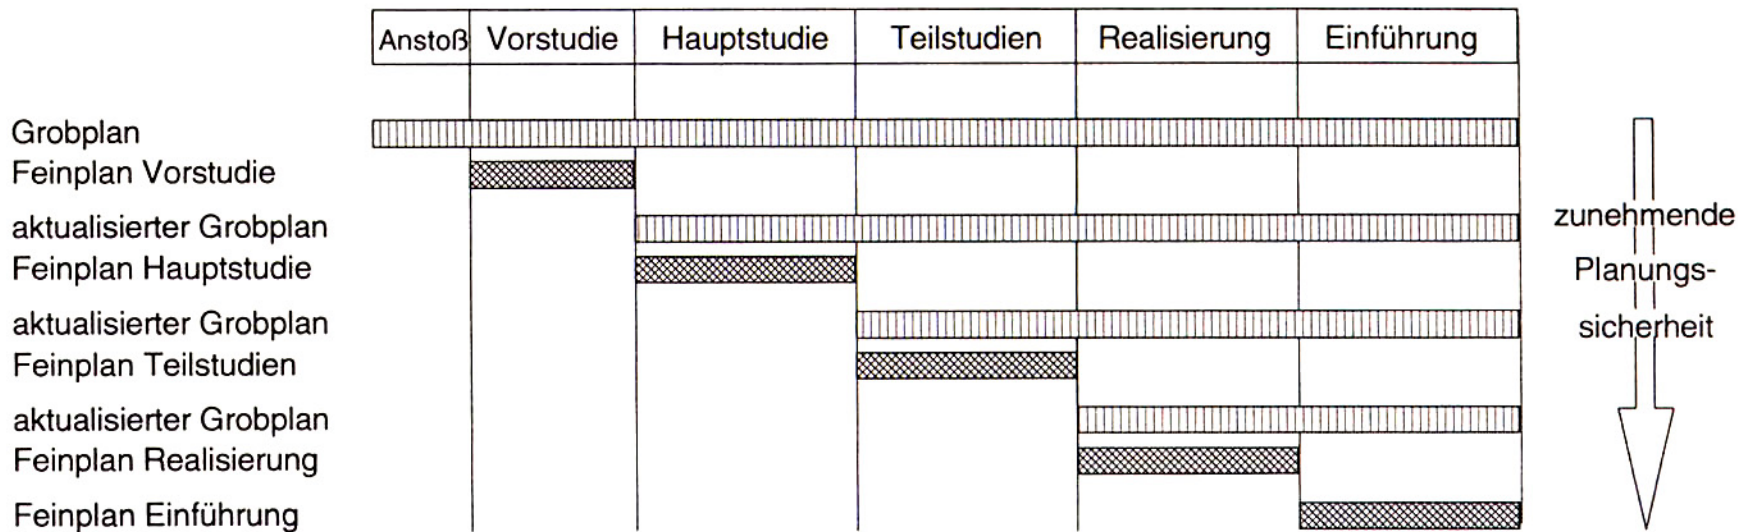 Anstoß Vorstudie Hauptstudie Teilstudien Realisierung Einführung
Grobplan
Feinplan Vorstudie
aktualisierter Grobplan
Feinplan Hauptstudie
aktualisierter Grobplan
Feinplan Teilstudien
aktualisierter Grobplan
Feinplan Realisierung
Feinplan Einführung
zunehmende
Planungs-
sicherheit